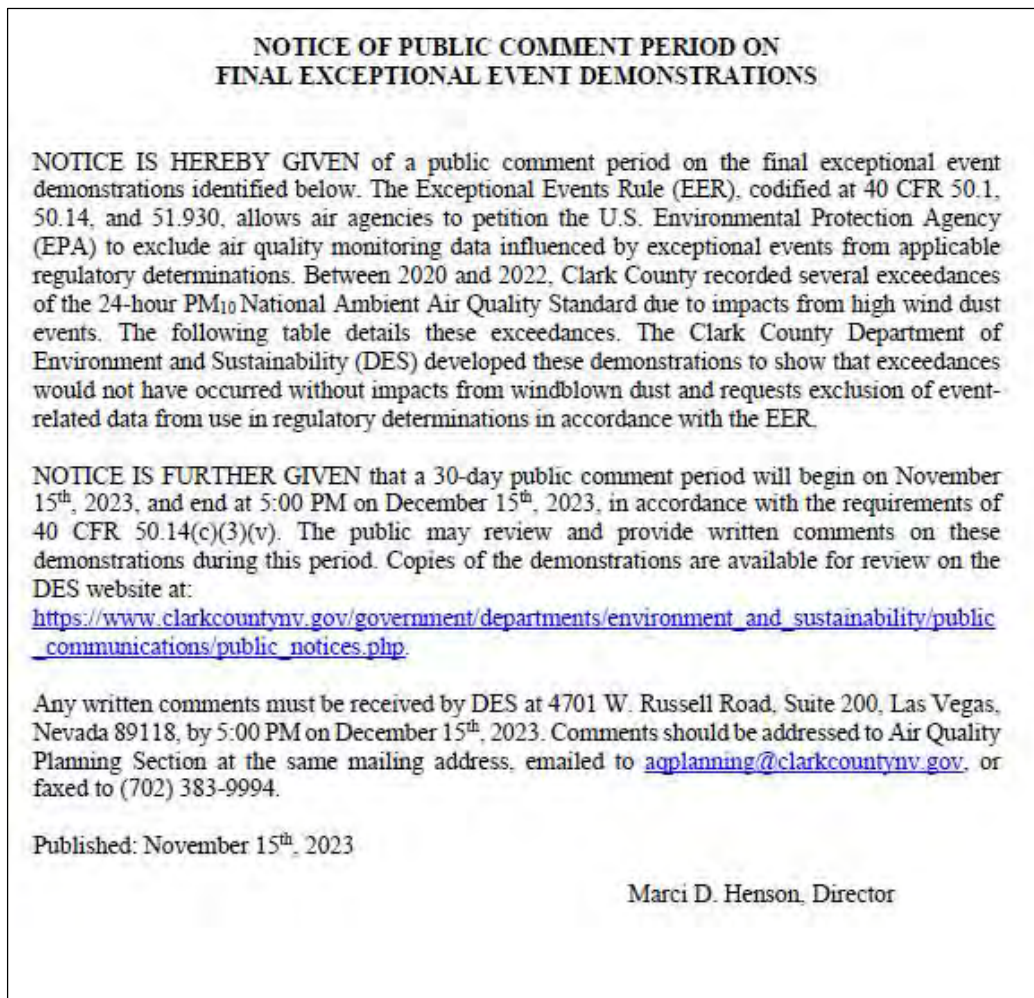 NOTICE OF PUBLIC COMMENT PERIOD ON
FINAL EXCEPTIONAL EVENT DEMONSTRATIONS
NOTICE IS HEREBY GIVEN of a public comment period on the final exceptional event
demonstrations identified below. The Exceptional Events Rule (EER), codified at 40 CFR 50.1,
50.14, and 51.930, allows air agencies to petition the U.S. Environmental Protection Agency
(EPA) to exclude air quality monitoring data influenced by exceptional events from applicable
regulatory determinations. Between 2020 and 2022, Clark County recorded several exceedances
of the 24-hour PM₁₀ National Ambient Air Quality Standard due to impacts from high wind dust
events. The following table details these exceedances. The Clark County Department of
Environment and Sustainability (DES) developed these demonstrations to show that exceedances
would not have occurred without impacts from windblown dust and requests exclusion of event-
related data from use in regulatory determinations in accordance with the EER.
NOTICE IS FURTHER GIVEN that a 30-day public comment period will begin on November
15th, 2023, and end at 5:00 PM on December 15th, 2023, in accordance with the requirements of
40 CFR 50.14(c)(3)(v). The public may review and provide written comments on these
demonstrations during this period. Copies of the demonstrations are available for review on the
DES website at:
https://www.clarkcountynv.gov/government/departments/environment_and_sustainability/public
_communications/public_notices.php.
Any written comments must be received by DES at 4701 W. Russell Road, Suite 200, Las Vegas,
Nevada 89118, by 5:00 PM on December 15th, 2023. Comments should be addressed to Air Quality
Planning Section at the same mailing address, emailed to aqplanning@clarkcountynv.gov, or
faxed to (702) 383-9994.
Published: November 15th, 2023
Marci D. Henson, Director